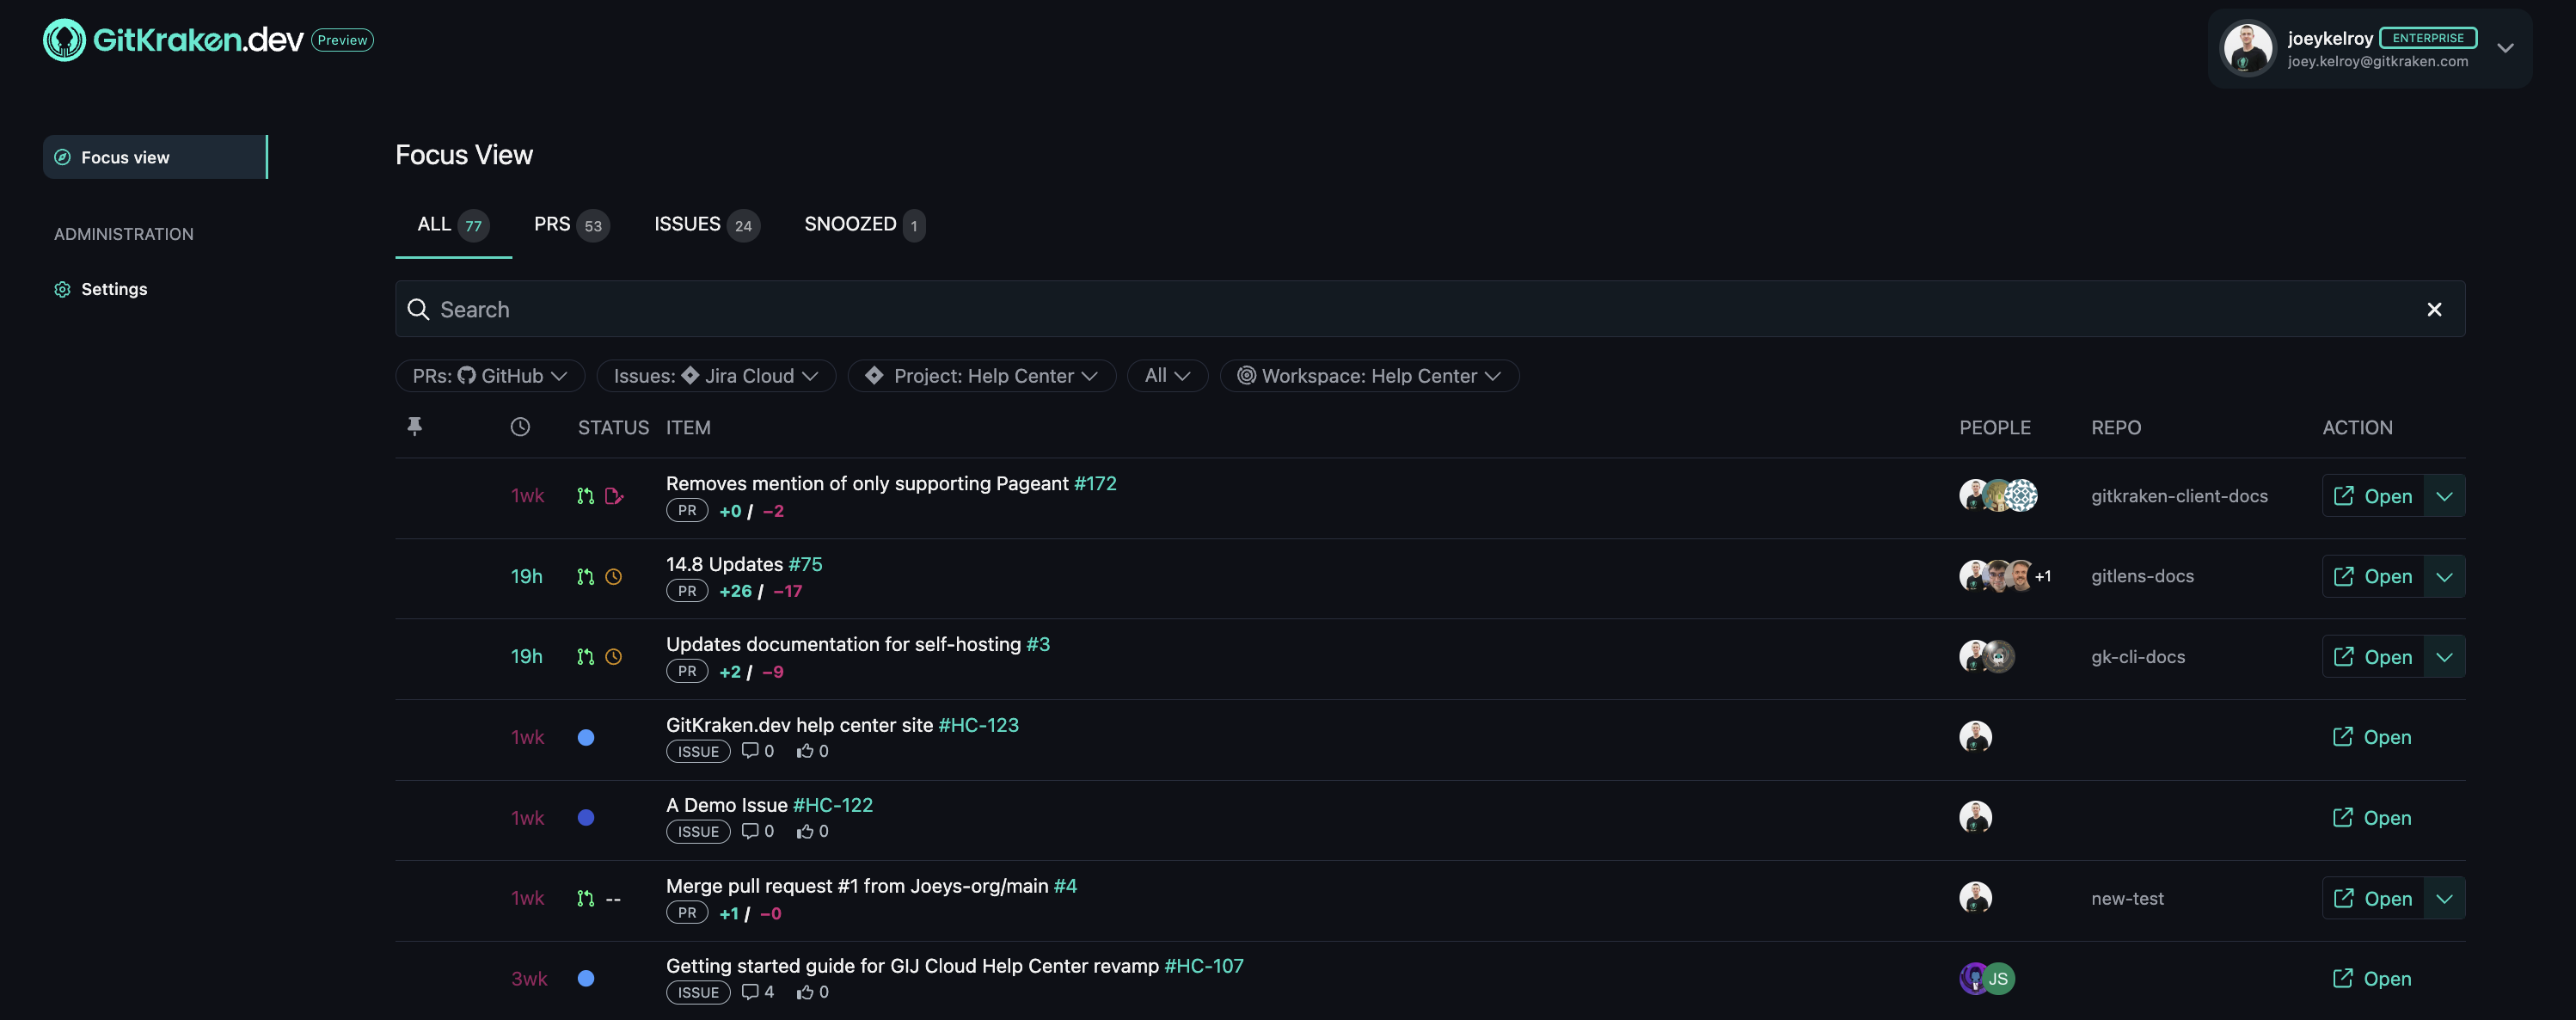 GitKraken.dev Preview
joeykelroy ENTERPRISE
joey.kelroy@gitkraken.com
Focus view
ADMINISTRATION
Settings
Focus View
ALL 77 PRS 53 ISSUES 24 SNOOZED 1
Search
PRs: GitHub Issues: Jira Cloud Project: Help Center All Workspace: Help Center
STATUS ITEM PEOPLE REPO ACTION
1wk Removes mention of only supporting Pageant #172 gitkraken-client-docs Open
PR +0 / −2
19h 14.8 Updates #75 +1 gitlens-docs Open
PR +26 / −17
19h Updates documentation for self-hosting #3 gk-cli-docs Open
PR +2 / −9
1wk GitKraken.dev help center site #HC-123 Open
ISSUE 0 0
1wk A Demo Issue #HC-122 Open
ISSUE 0 0
1wk -- Merge pull request #1 from Joeys-org/main #4 new-test Open
PR +1 / −0
3wk Getting started guide for GIJ Cloud Help Center revamp #HC-107 JS Open
ISSUE 4 0